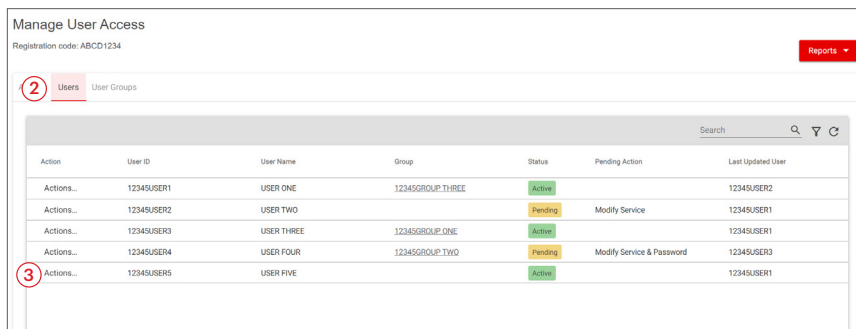 Manage User Access
Registration code: ABCD1234
Reports
2 Users User Groups
Search
Action User ID User Name Group Status Pending Action Last Updated User
Actions... 12345USER1 USER ONE 12345GROUP THREE Active 12345USER2
Actions... 12345USER2 USER TWO Pending Modify Service 12345USER1
Actions... 12345USER3 USER THREE 12345GROUP ONE Active 12345USER1
Actions... 12345USER4 USER FOUR 12345GROUP TWO Pending Modify Service & Password 12345USER3
3 Actions... 12345USER5 USER FIVE Active 12345USER1